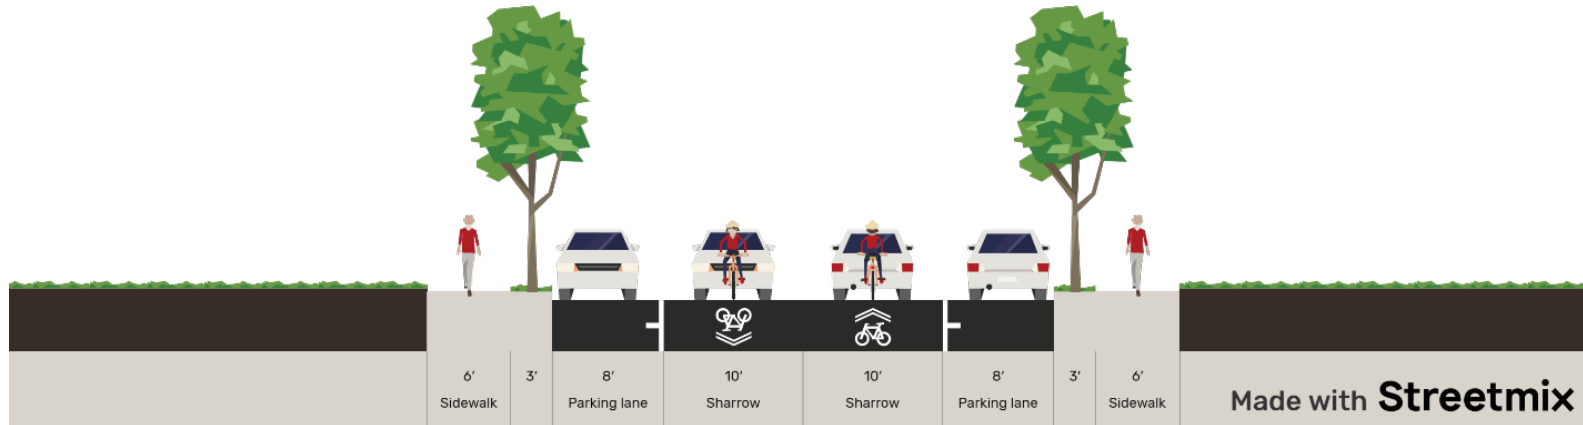 6′ 3′ 8′ 10′ 10′ 8′ 3′ 6′
Sidewalk Parking lane Sharrow Sharrow Parking lane Sidewalk
Made with Streetmix